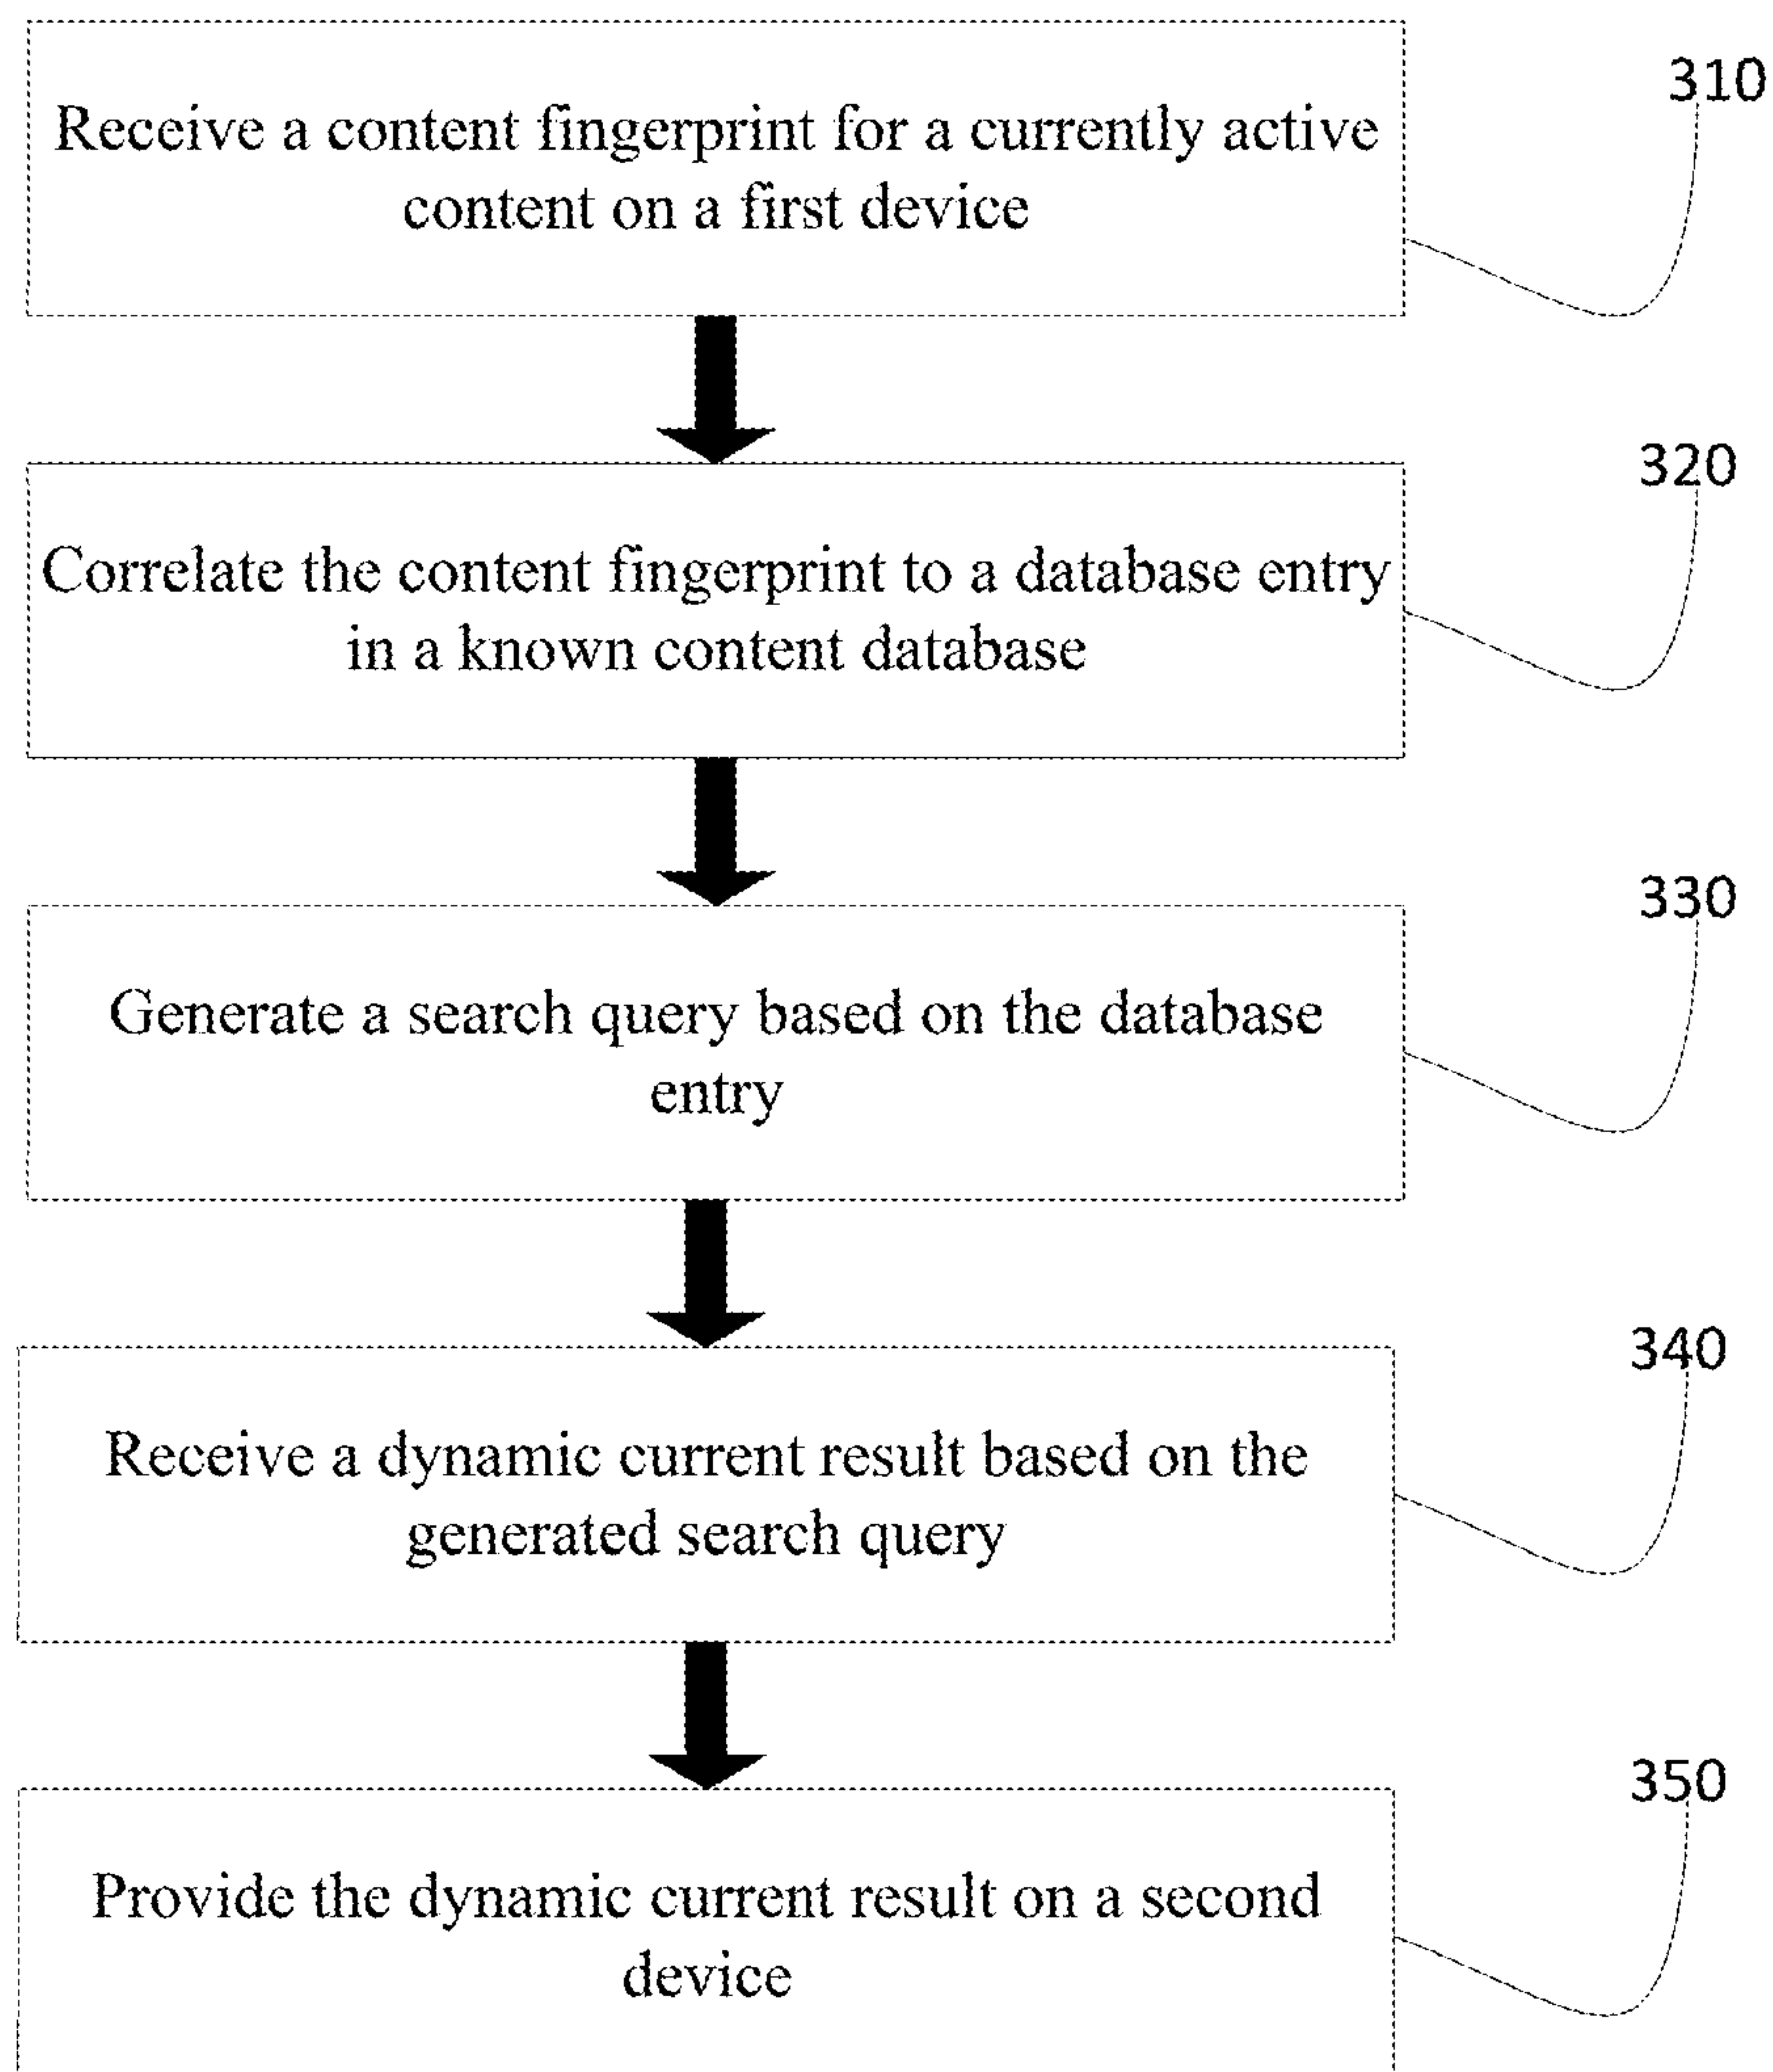 310
Receive a content fingerprint for a currently active
content on a first device
320
Correlate the content fingerprint to a database entry
in a known content database
330
Generate a search query based on the database
entry
340
Receive a dynamic current result based on the
generated search query
350
Provide the dynamic current result on a second
device